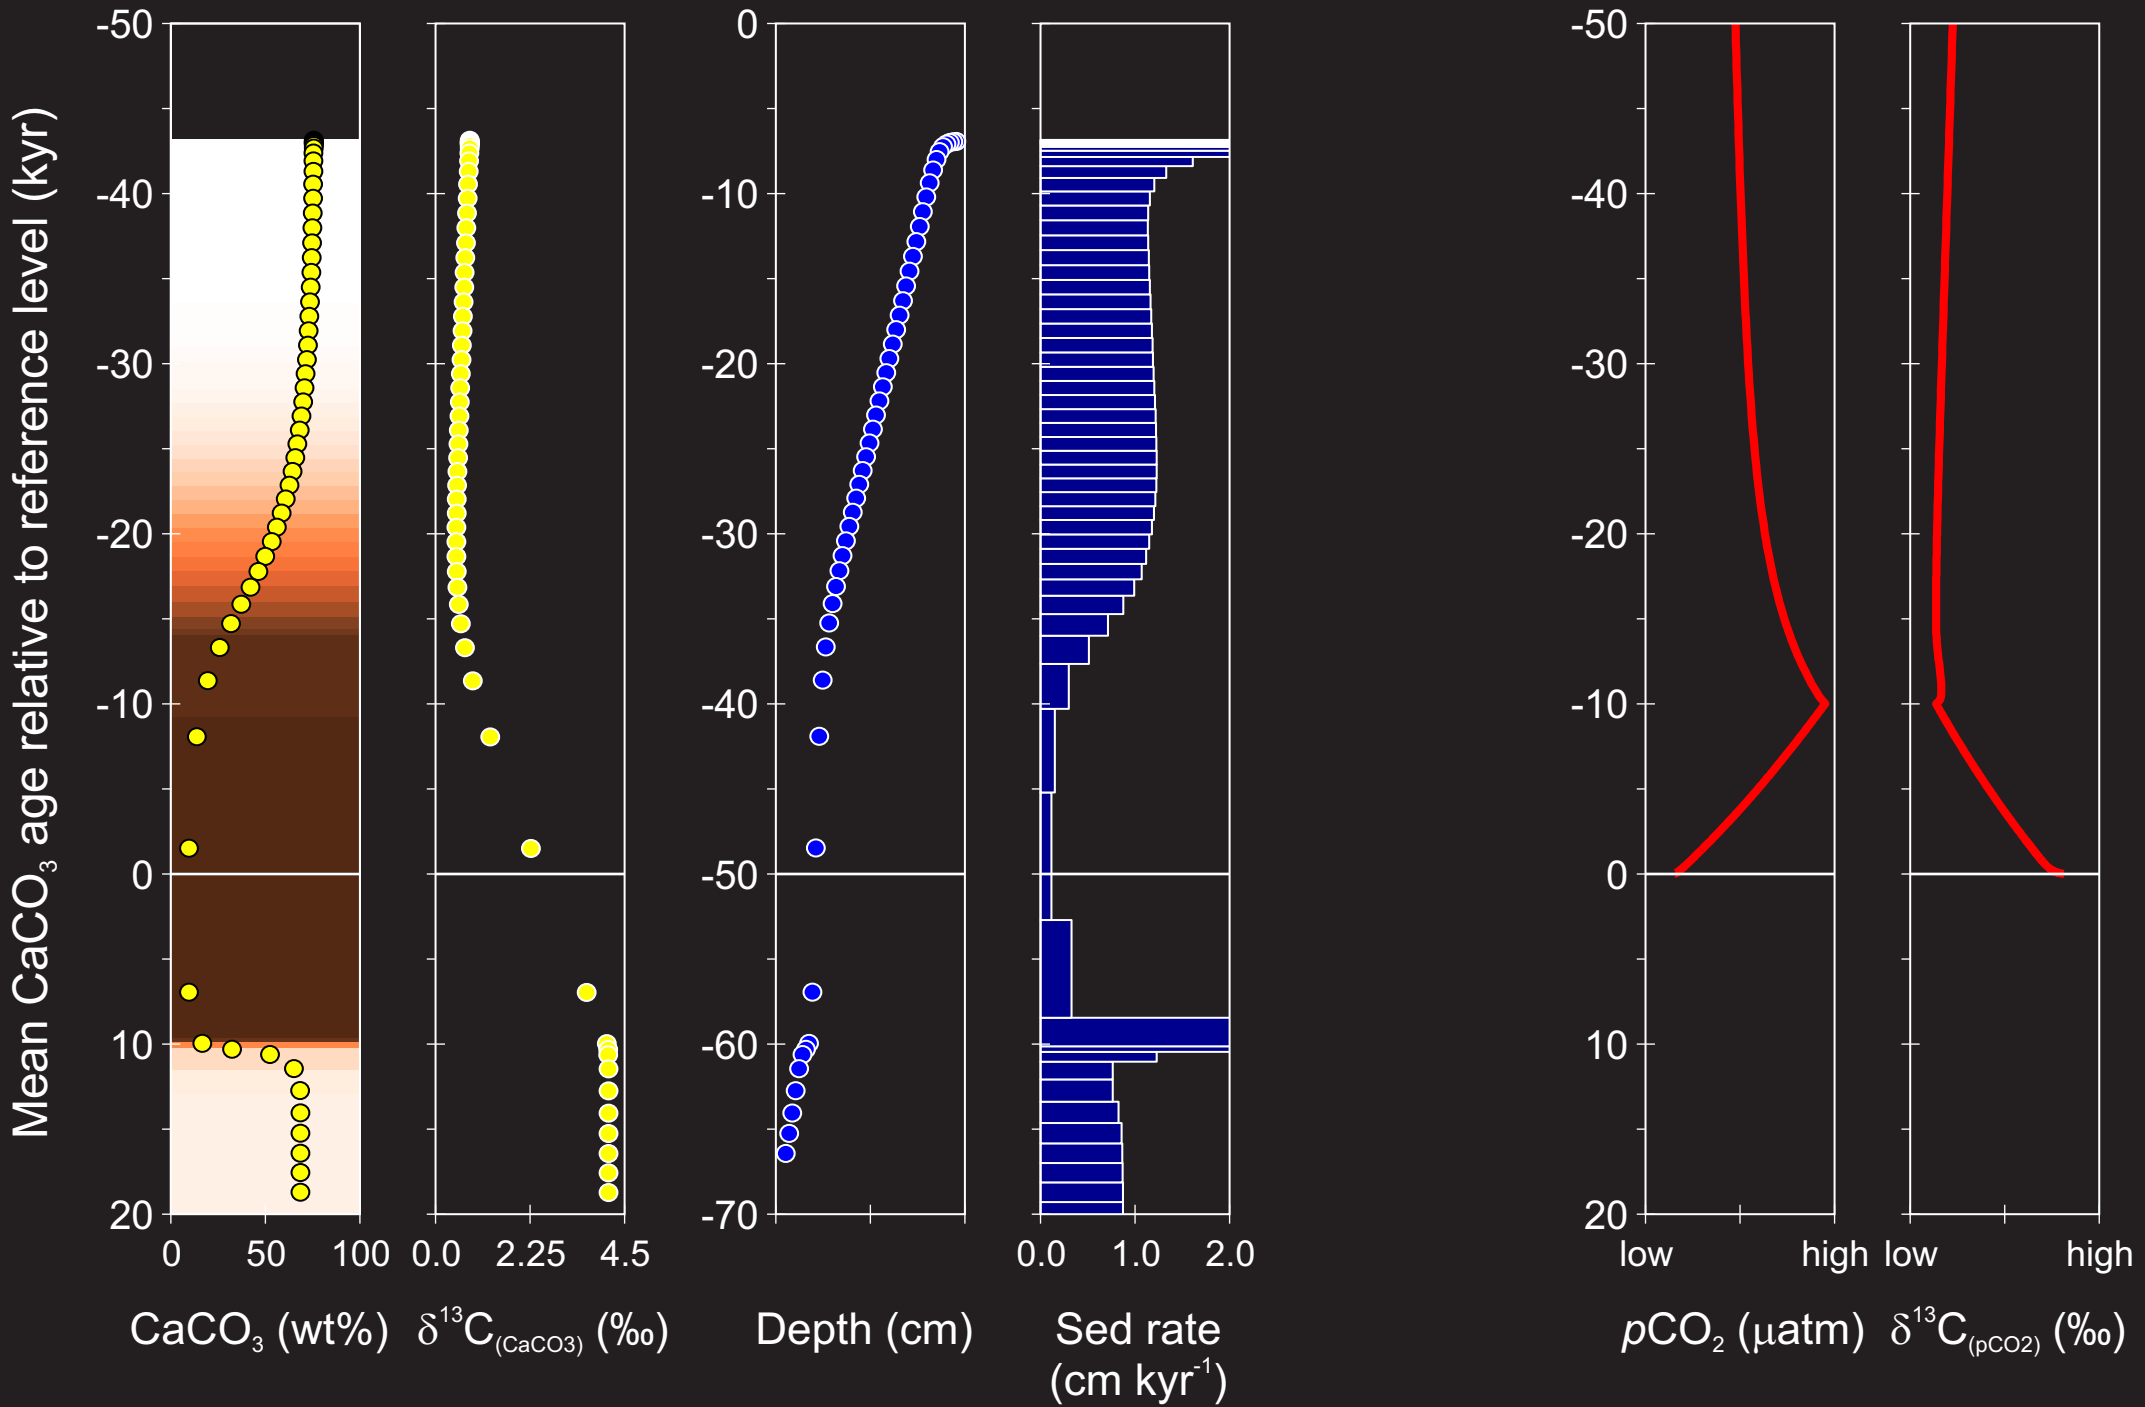 Mean CaCO₃ age relative to reference level (kyr)
-50
-40
-30
-20
-10
0
10
20
0 50 100
CaCO₃ (wt%)
0.0 2.25 4.5
δ¹³C(CaCO3) (‰)
0
-10
-20
-30
-40
-50
-60
-70
Depth (cm)
0.0 1.0 2.0
Sed rate
(cm kyr⁻¹)
-50
-40
-30
-20
-10
0
10
20
low high
pCO₂ (µatm)
low high
δ¹³C(pCO2) (‰)